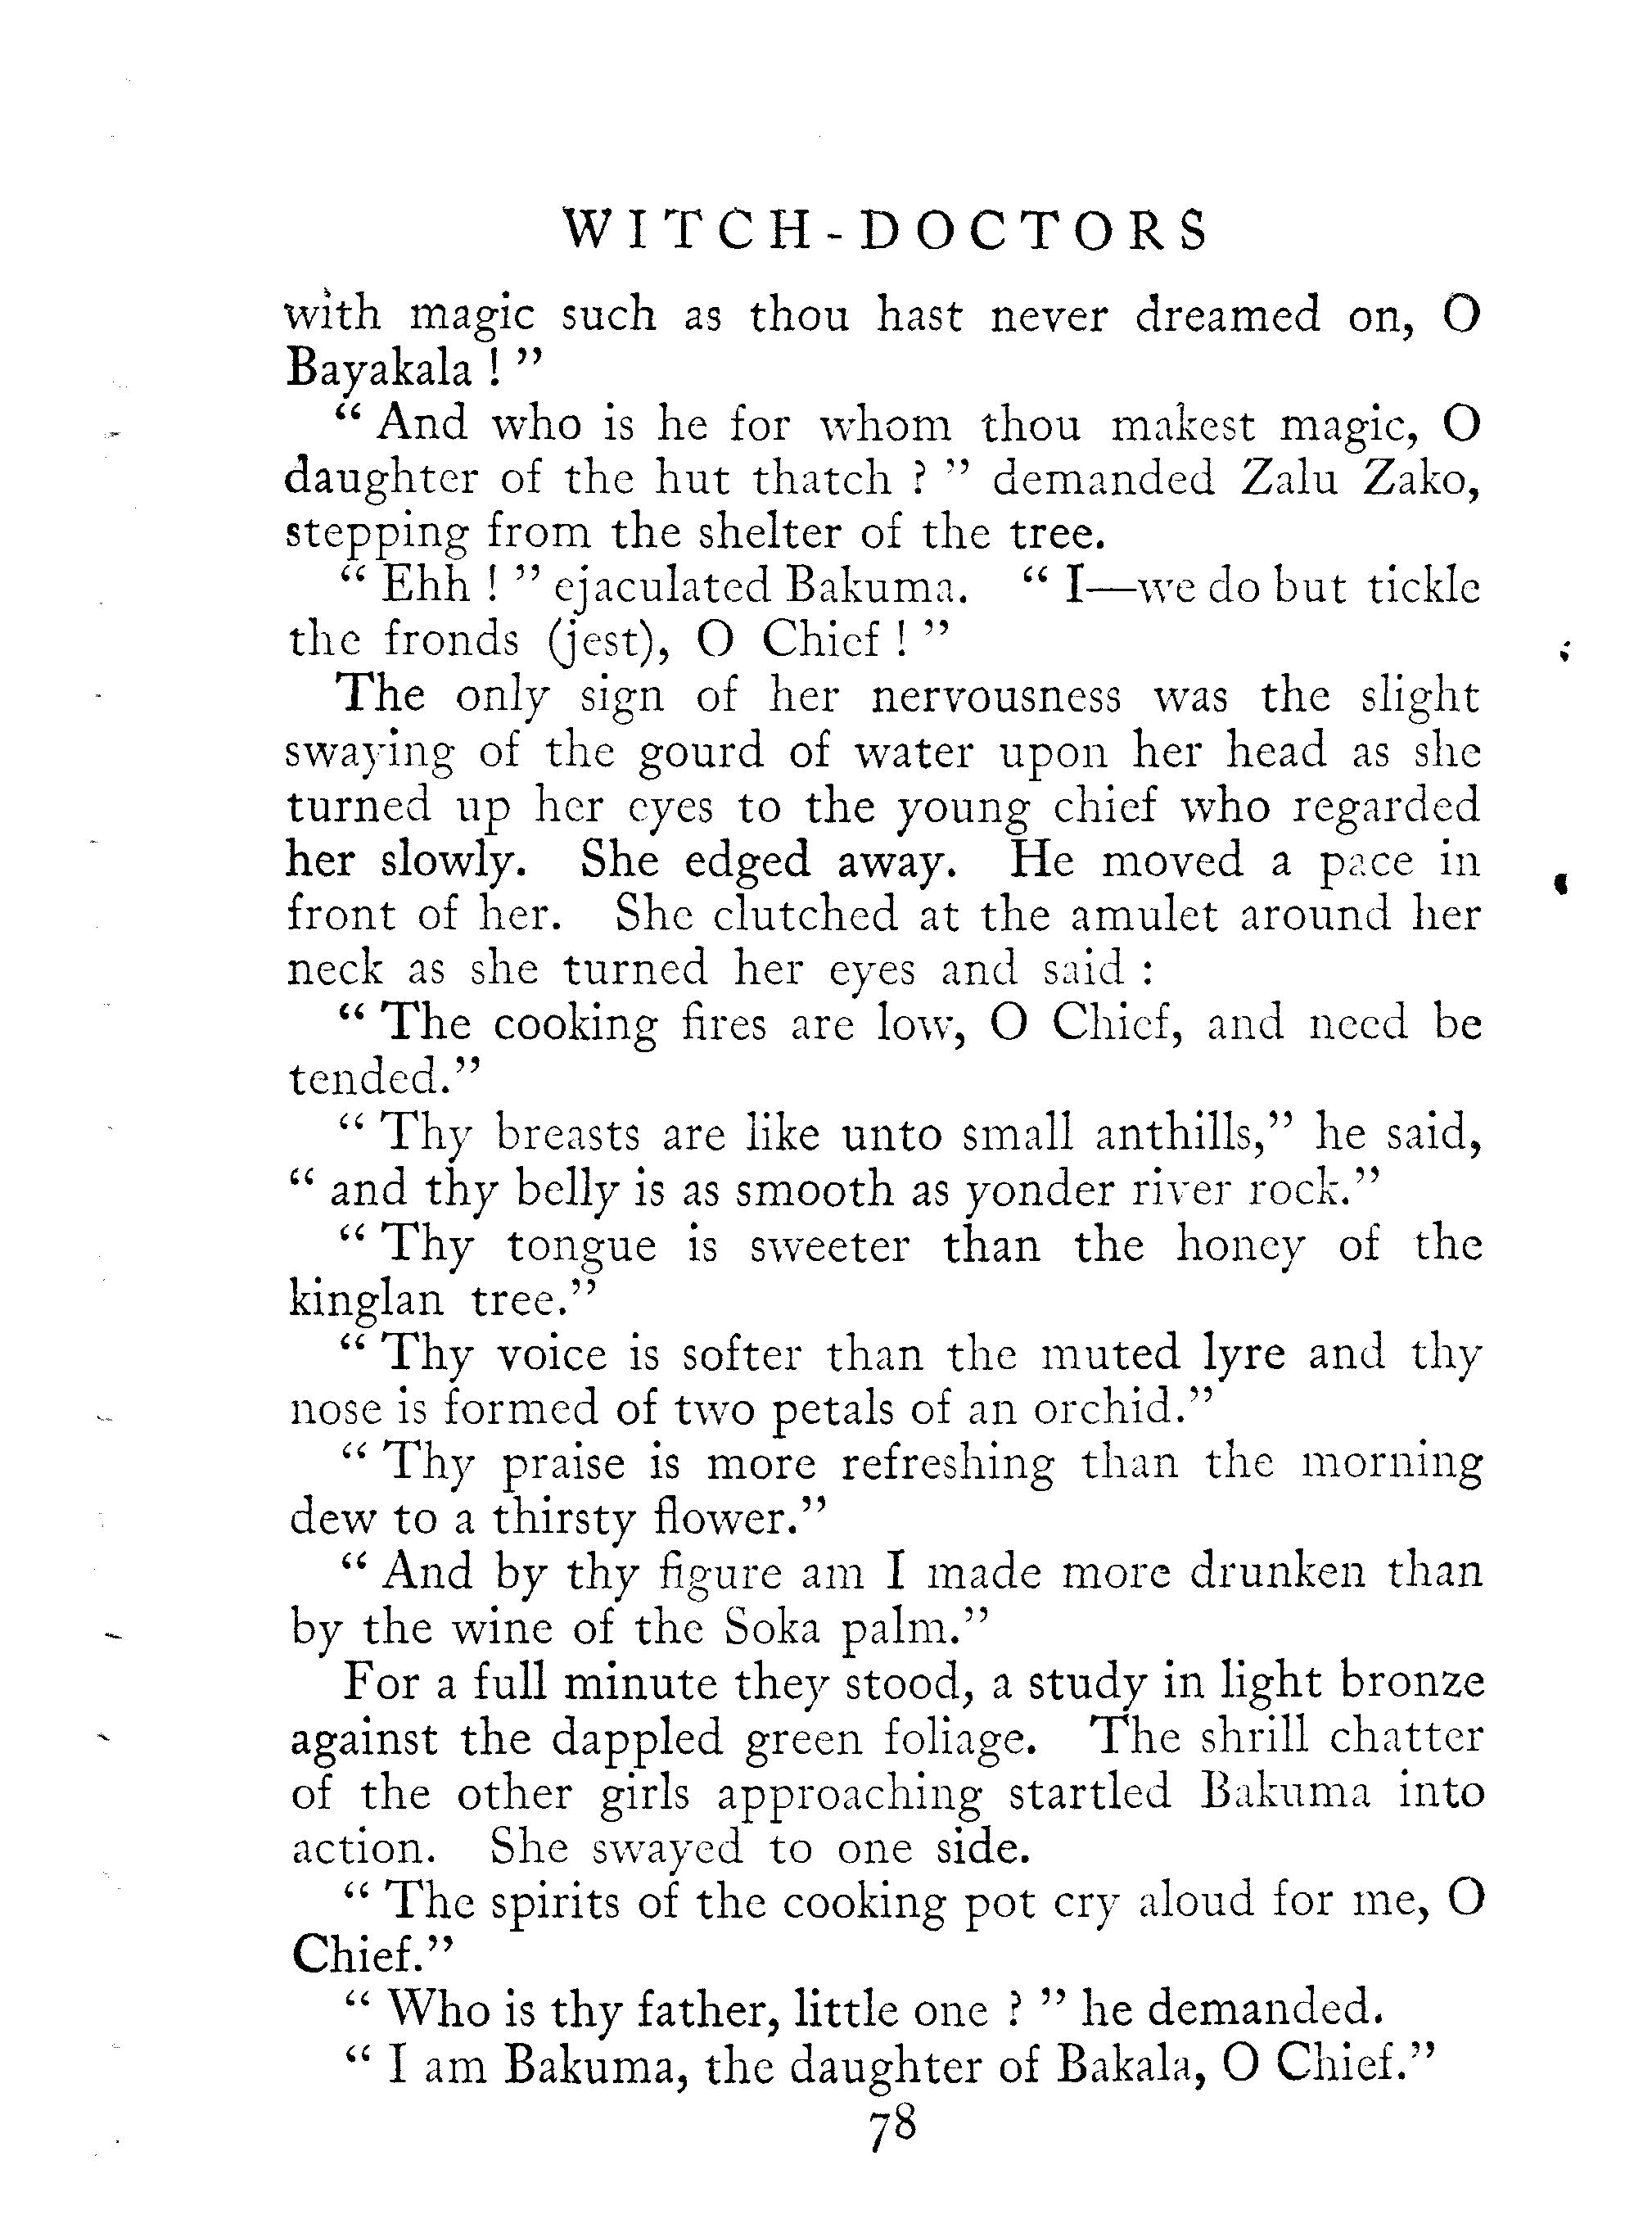 WITCH-DOCTORS
with magic such as thou hast never dreamed on, O
Bayakala ! ”
“ And who is he for whom thou makest magic, O
daughter of the hut thatch ? ” demanded Zalu Zako,
stepping from the shelter of the tree.
“ Ehh ! ” ejaculated Bakuma. “ I—we do but tickle
the fronds (jest), O Chief ! ”
The only sign of her nervousness was the slight
swaying of the gourd of water upon her head as she
turned up her eyes to the young chief who regarded
her slowly. She edged away. He moved a pace in
front of her. She clutched at the amulet around her
neck as she turned her eyes and said :
“ The cooking fires are low, O Chief, and need be
tended.”
“ Thy breasts are like unto small anthills,” he said,
“ and thy belly is as smooth as yonder river rock.”
“ Thy tongue is sweeter than the honey of the
kinglan tree.”
“ Thy voice is softer than the muted lyre and thy
nose is formed of two petals of an orchid.”
“ Thy praise is more refreshing than the morning
dew to a thirsty flower.”
“ And by thy figure am I made more drunken than
by the wine of the Soka palm.”
For a full minute they stood, a study in light bronze
against the dappled green foliage. The shrill chatter
of the other girls approaching startled Bakuma into
action. She swayed to one side.
“ The spirits of the cooking pot cry aloud for me, O
Chief.”
“ Who is thy father, little one ? ” he demanded.
“ I am Bakuma, the daughter of Bakala, O Chief.”
78